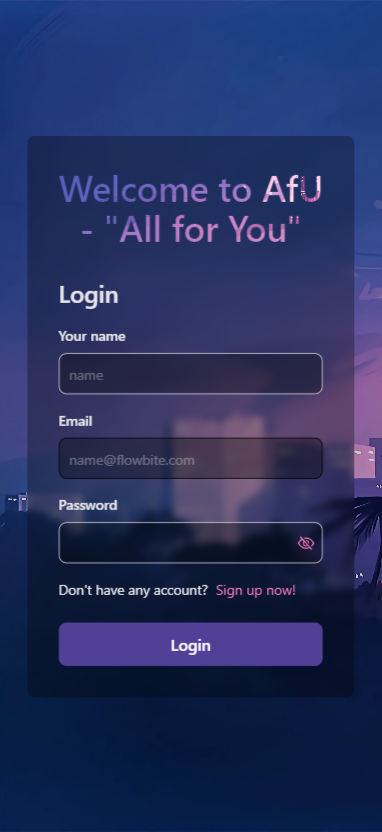 Welcome to AfU
- "All for You"
Login
Your name
name
Email
name@flowbite.com
Password
Don't have any account? Sign up now!
Login